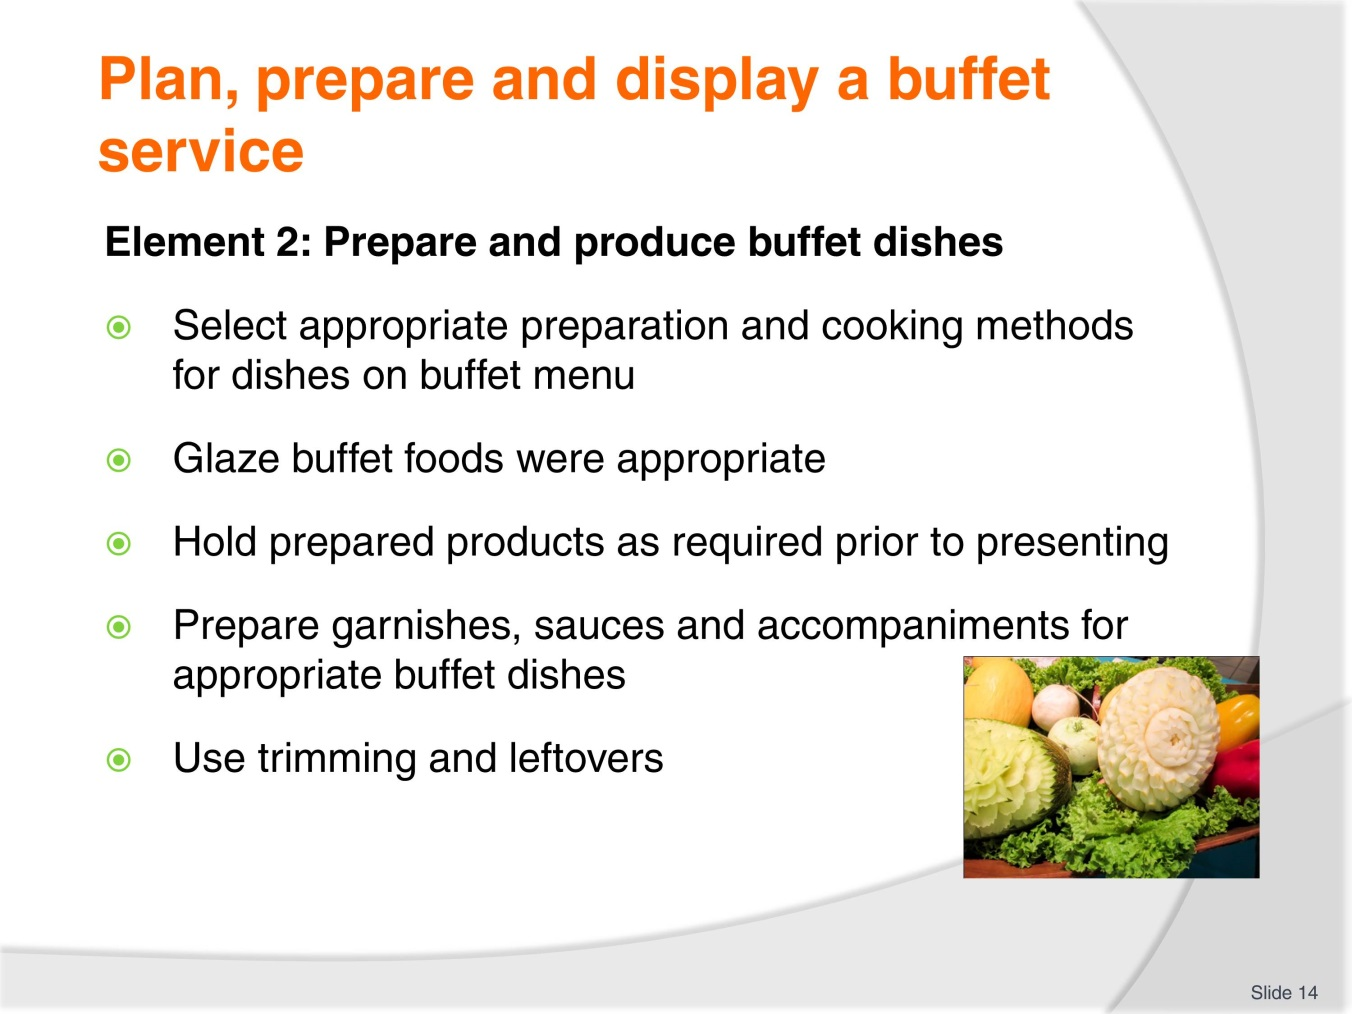 Plan, prepare and display a buffet
service
Element 2: Prepare and produce buffet dishes
Select appropriate preparation and cooking methods
for dishes on buffet menu
Glaze buffet foods were appropriate
Hold prepared products as required prior to presenting
Prepare garnishes, sauces and accompaniments for
appropriate buffet dishes
Use trimming and leftovers
Slide 14